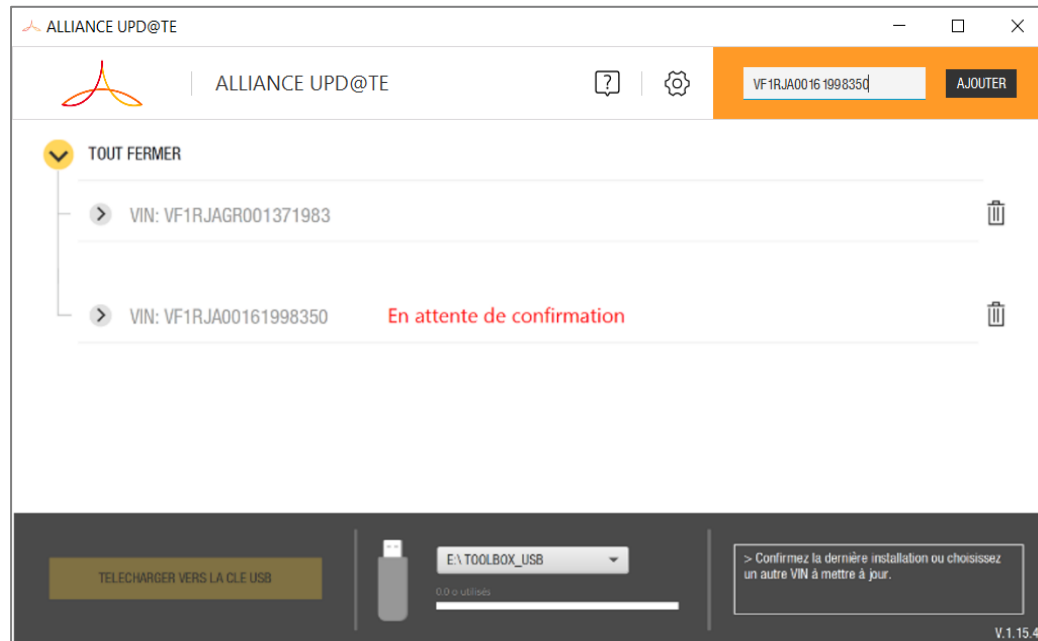 ALLIANCE UPD@TE
ALLIANCE UPD@TE
VF1RJA00161998350
AJOUTER
TOUT FERMER
VIN: VF1RJAGR001371983
VIN: VF1RJA00161998350 En attente de confirmation
TELECHARGER VERS LA CLE USB
E:\ TOOLBOX_USB
0.0 o utilisés
> Confirmez la dernière installation ou choisissez
un autre VIN à mettre à jour.
V.1.15.4